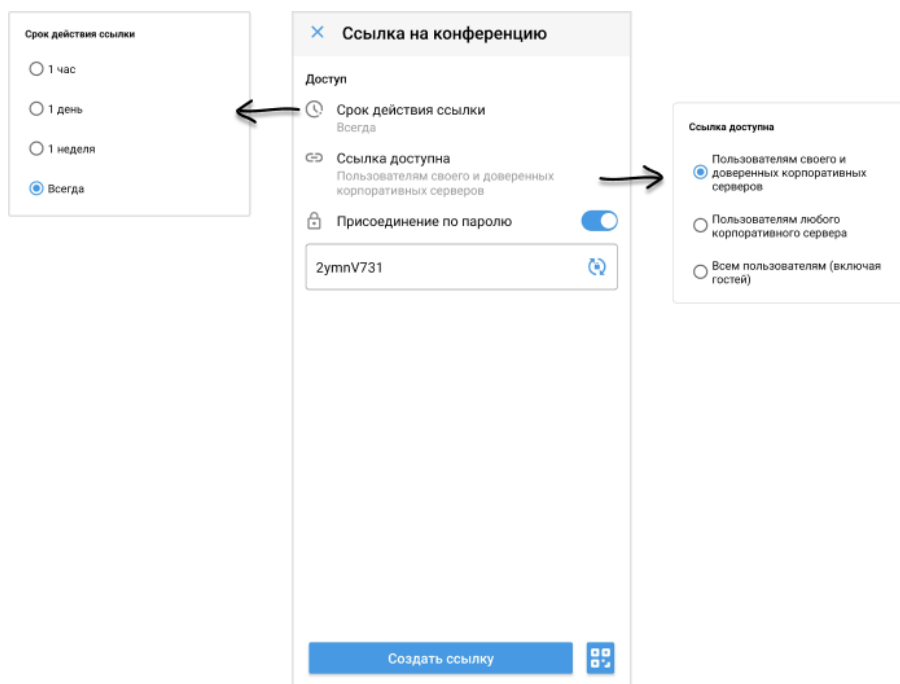 Срок действия ссылки
1 час
1 день
1 неделя
Всегда
Ссылка на конференцию
Доступ
Срок действия ссылки
Всегда
Ссылка доступна
Пользователям своего и доверенных
корпоративных серверов
Присоединение по паролю
2ymnV731
Создать ссылку
Ссылка доступна
Пользователям своего и
доверенных корпоративных
серверов
Пользователям любого
корпоративного сервера
Всем пользователям (включая
гостей)